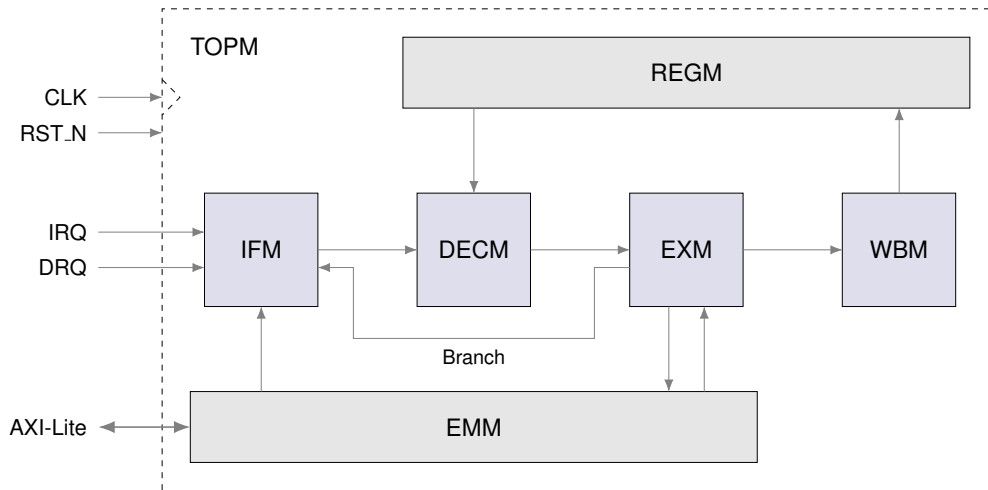 TOPM
REGM
CLK
RST_N
IRQ
DRQ
IFM
DECM
EXM
WBM
Branch
AXI-Lite
EMM